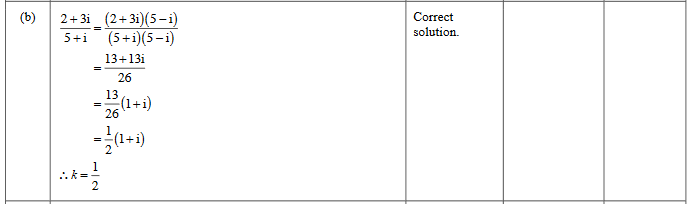 (b) (2+3i)/(5+i) = ((2+3i)(5−i))/((5+i)(5−i)) Correct solution.
= (13+13i)/26
= 13/26 (1+i)
= 1/2 (1+i)
∴ k = 1/2